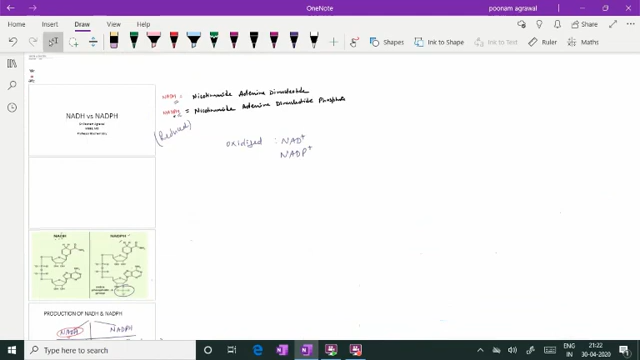 OneNote
poonam agrawal
Home Insert Draw View Help
Share
Shapes
Ink to Shape
Ink to Text
Ruler
Maths
NADH = Nicotinamide Adenine Dinucleotide
NADPH = Nicotinamide Adenine Dinucleotide Phosphate
(Reduced)
oxidized : NAD+
NADP+
NADH vs NADPH
NADH
NADPH
PRODUCTION OF NADH & NADPH
NADH
NADPH
Type here to search
ENG
IN
21:22
30-04-2020